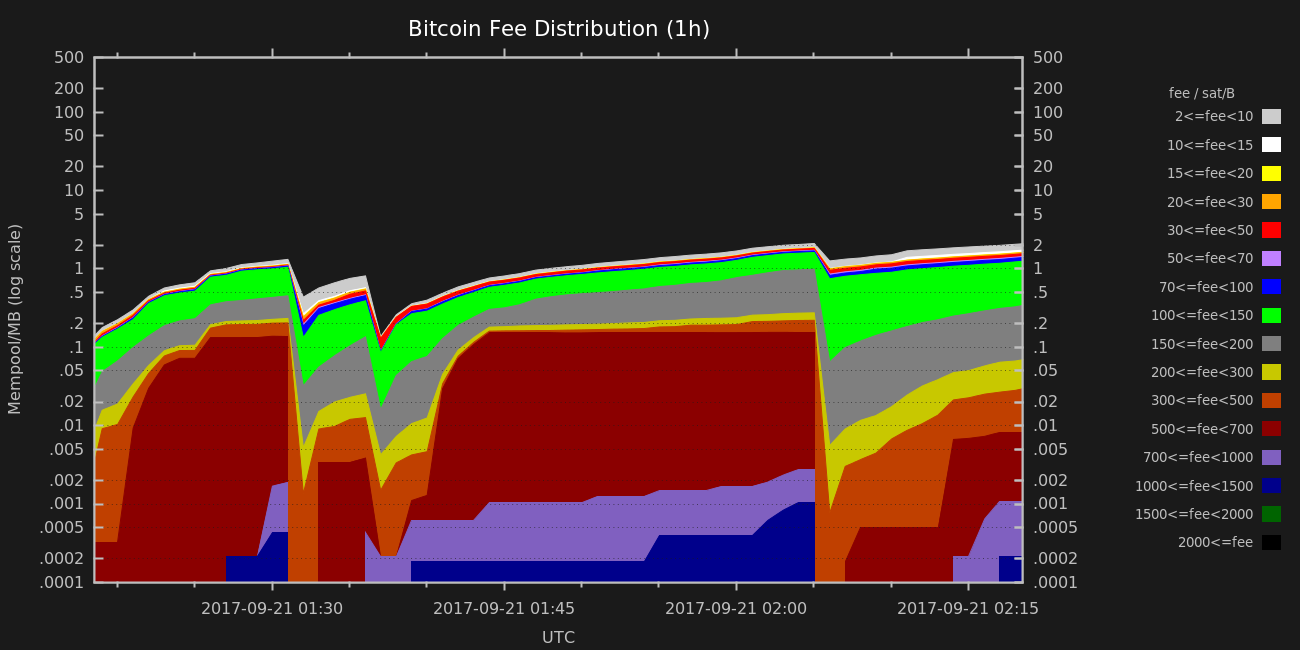 Bitcoin Fee Distribution (1h)
Mempool/MB (log scale)
500
200
100
50
20
10
5
2
1
.5
.2
.1
.05
.02
.01
.005
.002
.001
.0005
.0002
.0001
500
200
100
50
20
10
5
2
1
.5
.2
.1
.05
.02
.01
.005
.002
.001
.0005
.0002
.0001
2017-09-21 01:30
2017-09-21 01:45
2017-09-21 02:00
2017-09-21 02:15
UTC
fee / sat/B
2<=fee<10
10<=fee<15
15<=fee<20
20<=fee<30
30<=fee<50
50<=fee<70
70<=fee<100
100<=fee<150
150<=fee<200
200<=fee<300
300<=fee<500
500<=fee<700
700<=fee<1000
1000<=fee<1500
1500<=fee<2000
2000<=fee